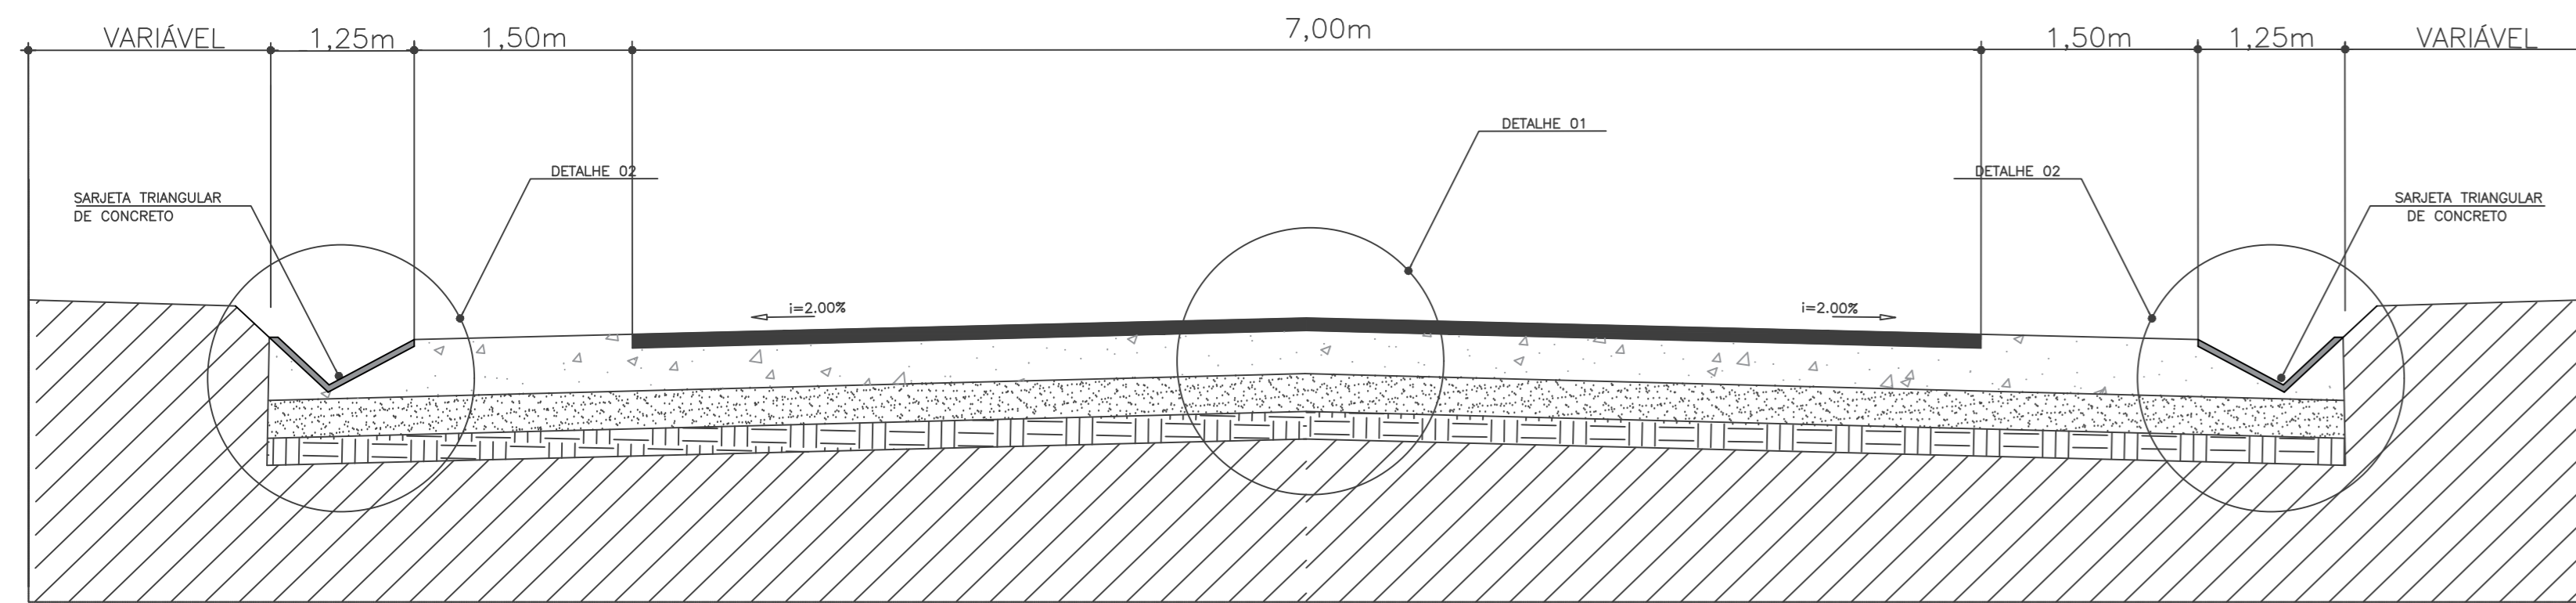 VARIÁVEL 1,25m 1,50m 7,00m 1,50m 1,25m VARIÁVEL
DETALHE 01
DETALHE 02
DETALHE 02
SARJETA TRIANGULAR
DE CONCRETO
SARJETA TRIANGULAR
DE CONCRETO
i=2.00%
i=2.00%